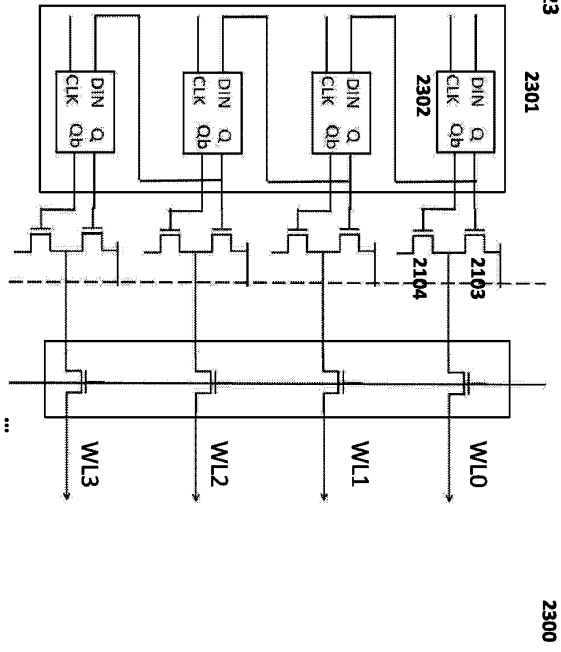 23
2300
2301
2302
DIN Q
CLK Qb
2103
2104
WL0
DIN Q
CLK Qb
WL1
DIN Q
CLK Qb
WL2
DIN Q
CLK Qb
WL3
...